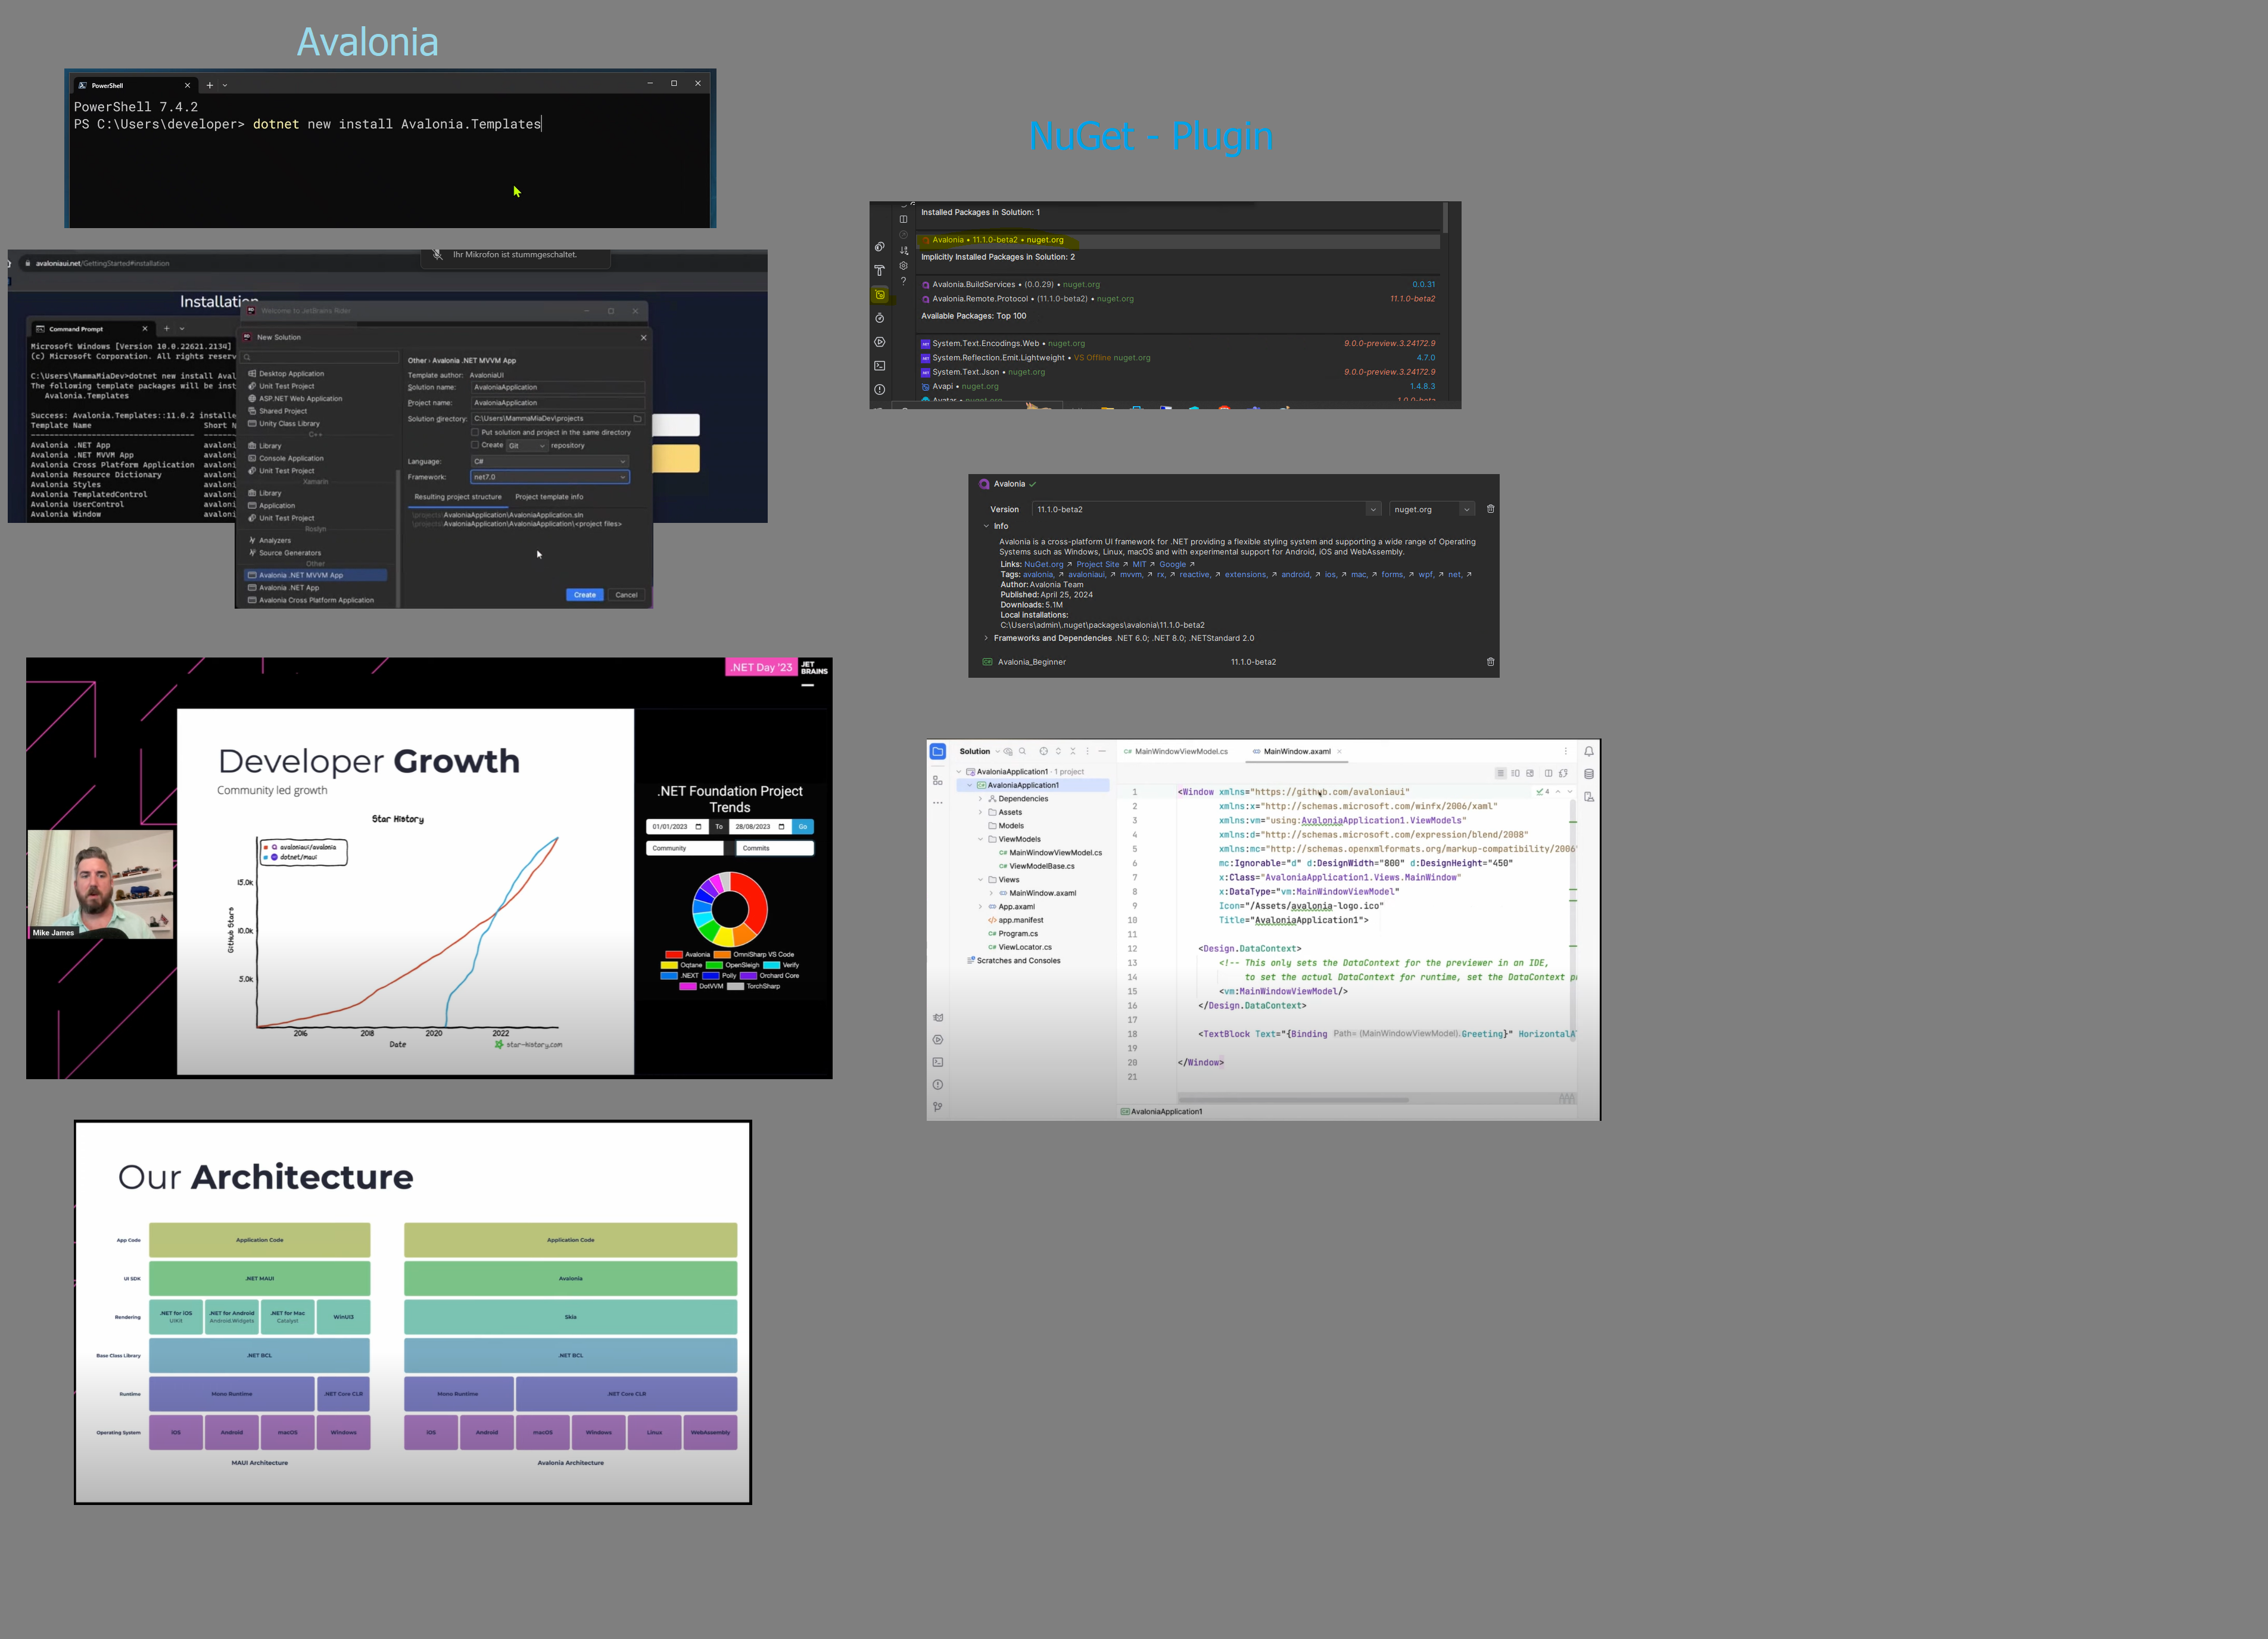 Avalonia
PowerShell
PowerShell 7.4.2
PS C:\Users\developer> dotnet new install Avalonia.Templates
avaloniaui.net/GettingStarted#installation
Ihr Mikrofon ist stummgeschaltet.
Installation
Command Prompt
Microsoft Windows [Version 10.0.22621.2134]
(c) Microsoft Corporation. All rights reserv
C:\Users\MammaMiaDev>dotnet new install Aval
The following template packages will be inst
Avalonia.Templates
Success: Avalonia.Templates::11.0.2 installe
Template Name Short N
Avalonia .NET App avaloni
Avalonia .NET MVVM App avaloni
Avalonia Cross Platform Application avaloni
Avalonia Resource Dictionary avaloni
Avalonia Styles avaloni
Avalonia TemplatedControl avaloni
Avalonia UserControl avaloni
Avalonia Window avaloni
Welcome to JetBrains Rider
New Solution
Desktop Application
Unit Test Project
ASP.NET Web Application
Shared Project
Unity Class Library
C++
Library
Console Application
Unit Test Project
Xamarin
Library
Application
Unit Test Project
Roslyn
Analyzers
Source Generators
Other
Avalonia .NET MVVM App
Avalonia .NET App
Avalonia Cross Platform Application
Other › Avalonia .NET MVVM App
Template author: AvaloniaUI
Solution name: AvaloniaApplication
Project name: AvaloniaApplication
Solution directory: C:\Users\MammaMiaDev\projects
Put solution and project in the same directory
Create Git repository
Language: C#
Framework: net7.0
Resulting project structure Project template info
AvaloniaApplication\AvaloniaApplication.sln
AvaloniaApplication\AvaloniaApplication\<project files>
Create Cancel
.NET Day '23 JET BRAINS
Developer Growth
Community led growth
Star History
avaloniaui/avalonia
dotnet/maui
GitHub Stars
15.0k
10.0k
5.0k
2016 2018 2020 2022
Date
star-history.com
Mike James
.NET Foundation Project
Trends
01/01/2023 To 28/08/2023 Go
Community Commits
Avalonia OmniSharp VS Code
Oqtane OpenSleigh Verify
.NEXT Polly Orchard Core
DotVVM TorchSharp
Our Architecture
App Code Application Code Application Code
UI SDK .NET MAUI Avalonia
Rendering .NET for iOS UIKit .NET for Android Android.Widgets .NET for Mac Catalyst WinUI3 Skia
Base Class Library .NET BCL .NET BCL
Runtime Mono Runtime .NET Core CLR Mono Runtime .NET Core CLR
Operating System iOS Android macOS Windows iOS Android macOS Windows Linux WebAssembly
MAUI Architecture Avalonia Architecture
NuGet - Plugin
Installed Packages in Solution: 1
Avalonia • 11.1.0-beta2 • nuget.org
Implicitly Installed Packages in Solution: 2
Avalonia.BuildServices • (0.0.29) • nuget.org 0.0.31
Avalonia.Remote.Protocol • (11.1.0-beta2) • nuget.org 11.1.0-beta2
Available Packages: Top 100
System.Text.Encodings.Web • nuget.org 9.0.0-preview.3.24172.9
System.Reflection.Emit.Lightweight • VS Offline nuget.org 4.7.0
System.Text.Json • nuget.org 9.0.0-preview.3.24172.9
Avapi • nuget.org 1.4.8.3
Avatar • nuget.org 1.0.0-beta
Avalonia
Version 11.1.0-beta2 nuget.org
Info
Avalonia is a cross-platform UI framework for .NET providing a flexible styling system and supporting a wide range of Operating
Systems such as Windows, Linux, macOS and with experimental support for Android, iOS and WebAssembly.
Links: NuGet.org ↗ Project Site ↗ MIT ↗ Google ↗
Tags: avalonia, ↗ avaloniaui, ↗ mvvm, ↗ rx, ↗ reactive, ↗ extensions, ↗ android, ↗ ios, ↗ mac, ↗ forms, ↗ wpf, ↗ net, ↗
Author: Avalonia Team
Published: April 25, 2024
Downloads: 5.1M
Local installations:
C:\Users\admin\.nuget\packages\avalonia\11.1.0-beta2
Frameworks and Dependencies .NET 6.0; .NET 8.0; .NETStandard 2.0
Avalonia_Beginner 11.1.0-beta2
Solution
AvaloniaApplication1 · 1 project
AvaloniaApplication1
Dependencies
Assets
Models
ViewModels
C# MainWindowViewModel.cs
C# ViewModelBase.cs
Views
MainWindow.axaml
App.axaml
app.manifest
C# Program.cs
C# ViewLocator.cs
Scratches and Consoles
C# MainWindowViewModel.cs MainWindow.axaml
4
1 <Window xmlns="https://github.com/avaloniaui"
2 xmlns:x="http://schemas.microsoft.com/winfx/2006/xaml"
3 xmlns:vm="using:AvaloniaApplication1.ViewModels"
4 xmlns:d="http://schemas.microsoft.com/expression/blend/2008"
5 xmlns:mc="http://schemas.openxmlformats.org/markup-compatibility/2006"
6 mc:Ignorable="d" d:DesignWidth="800" d:DesignHeight="450"
7 x:Class="AvaloniaApplication1.Views.MainWindow"
8 x:DataType="vm:MainWindowViewModel"
9 Icon="/Assets/avalonia-logo.ico"
10 Title="AvaloniaApplication1">
11
12 <Design.DataContext>
13 <!-- This only sets the DataContext for the previewer in an IDE,
14 to set the actual DataContext for runtime, set the DataContext p
15 <vm:MainWindowViewModel/>
16 </Design.DataContext>
17
18 <TextBlock Text="{Binding Path=(MainWindowViewModel).Greeting}" HorizontalA
19
20 </Window>
21
AvaloniaApplication1